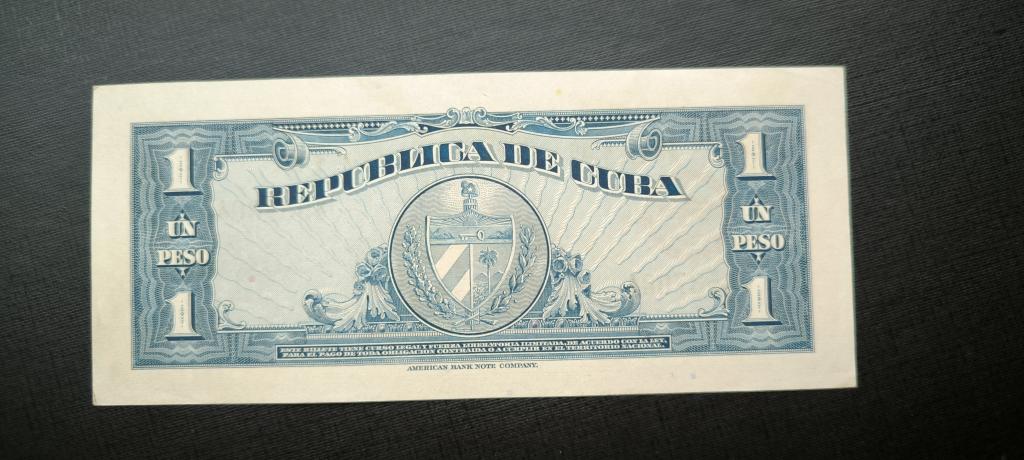 REPUBLICA DE CUBA
1
UN
PESO
1
1
UN
PESO
1
ESTE BILLETE TIENE CURSO LEGAL Y FUERZA LIBERATORIA ILIMITADA, DE ACUERDO CON LA LEY,
PARA EL PAGO DE TODA OBLIGACION CONTRAIDA O A CUMPLIR EN EL TERRITORIO NACIONAL.
AMERICAN BANK NOTE COMPANY.